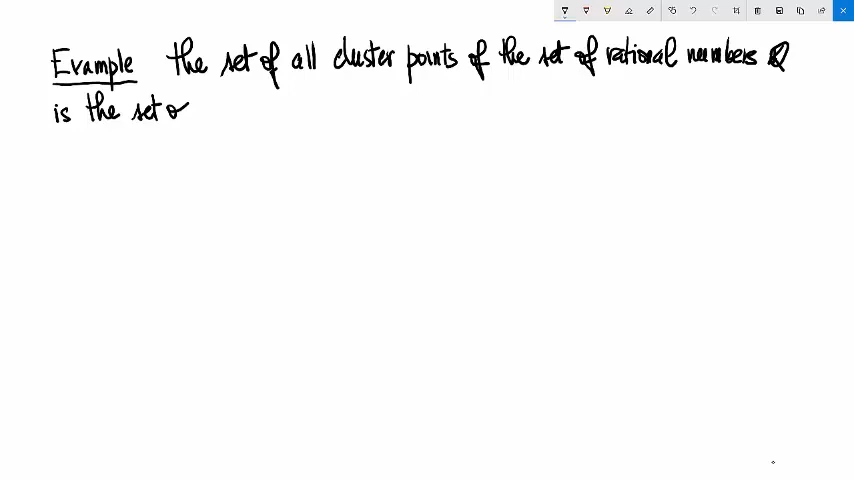 Example the set of all cluster points of the set of rational numbers Q
is the set o